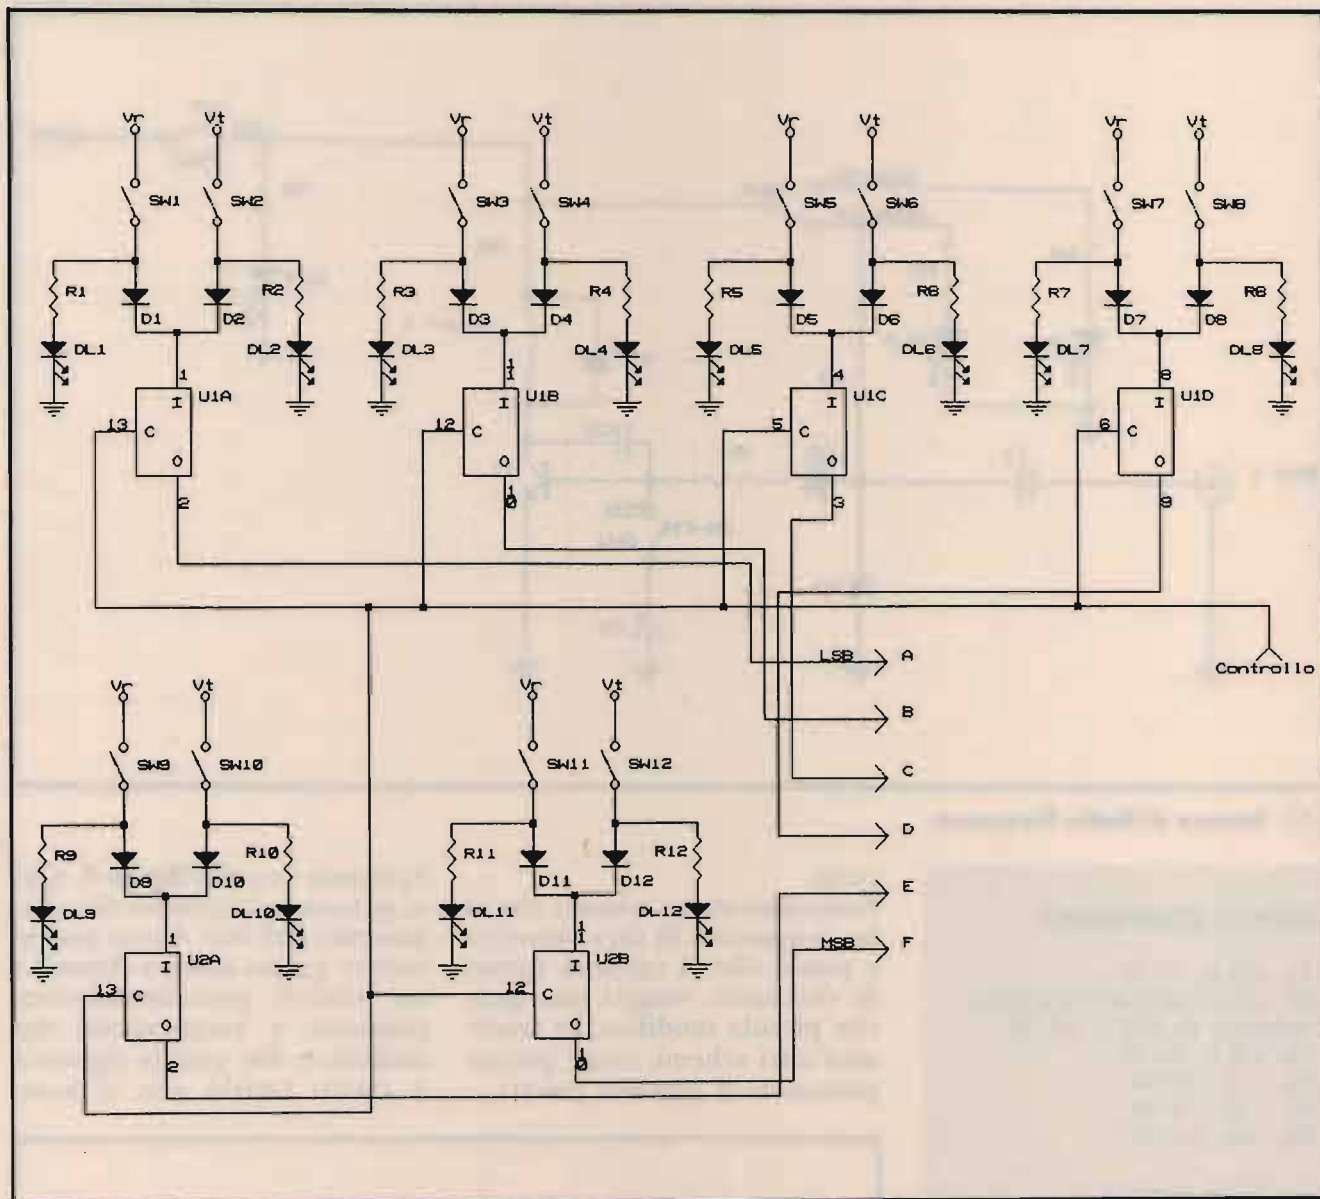 Vr Vt Vr Vt Vr Vt Vr Vt
SW1 SW2 SW3 SW4 SW5 SW6 SW7 SW8
R1 R2 R3 R4 R5 R6 R7 R8
D1 D2 D3 D4 D5 D6 D7 D8
DL1 DL2 DL3 DL4 DL5 DL6 DL7 DL8
1 11 4 8
I U1A I U1B I U1C I U1D
13 C 12 C 5 C 6 C
O O O O
2 10 3 9
LSB A
Controllo
Vr Vt Vr Vt
B
SW9 SW10 SW11 SW12
C
D
R9 R10 R11 R12
D9 D10 D11 D12
E
DL9 DL10 DL11 DL12
1 11
MSB F
I U2A I U2B
13 C 12 C
O O
2 10